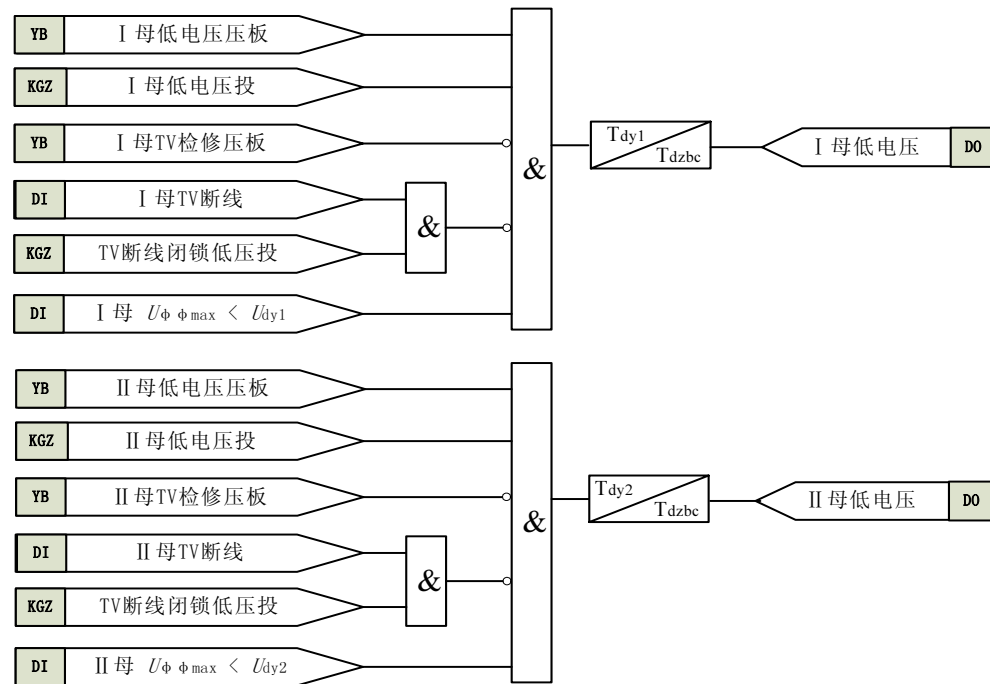 YB Ⅰ母低电压压板
KGZ Ⅰ母低电压投
YB Ⅰ母TV检修压板
DI Ⅰ母TV断线
KGZ TV断线闭锁低压投
DI Ⅰ母 Uφφmax < Udy1
&
&
Tdy1
Tdzbc
Ⅰ母低电压 DO
YB Ⅱ母低电压压板
KGZ Ⅱ母低电压投
YB Ⅱ母TV检修压板
DI Ⅱ母TV断线
KGZ TV断线闭锁低压投
DI Ⅱ母 Uφφmax < Udy2
&
&
Tdy2
Tdzbc
Ⅱ母低电压 DO